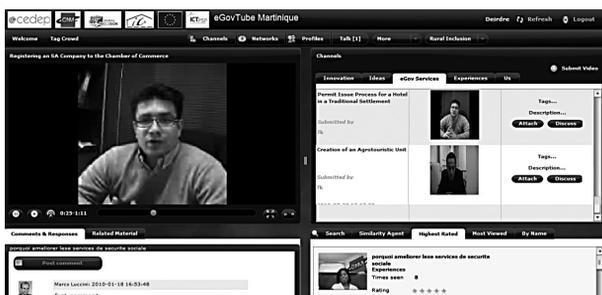 @cedep
eGovTube Martinique
Deirdre Refresh Logout
Welcome Tag Crowd Channels Networks Profiles Talk [1] More Rural Inclusion
Registering an SA Company to the Chamber of Commerce
Channels
Submit Video
Innovation Ideas eGov Services Experiences Us
Permit Issue Process for a Hotel
in a Traditional Settlement
Submitted by
fk
Tags...
Description...
Attach Discuss
Creation of an Agrotouristic Unit
Submitted by
fk
Tags...
Description...
Attach Discuss
0:25-1:11
Comments & Responses Related Material
porquoi ameliorer lese services de securite sociale
Post comment
Marco Luccini: 2010-01-18 16:53:48
Search Similarity Agent Highest Rated Most Viewed By Name
porquoi ameliorer lese services de securite
sociale
Experiences
Times seen 8
Rating